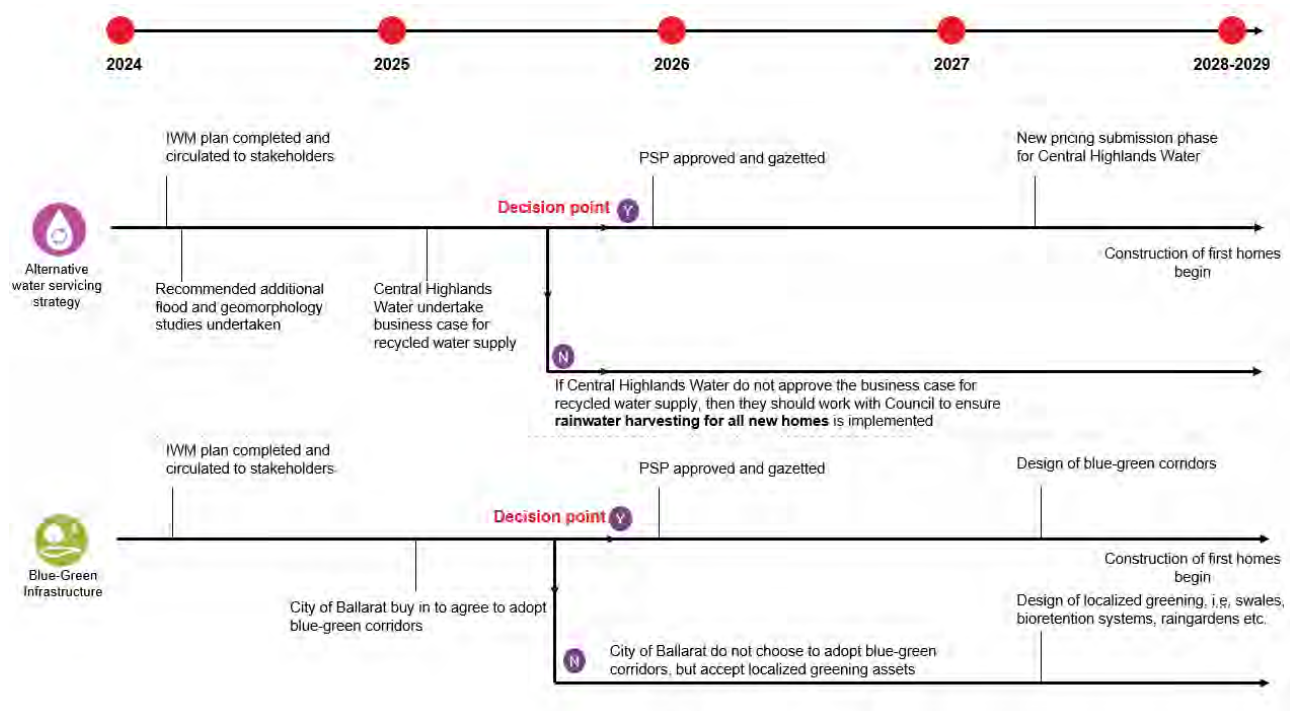 2024
2025
2026
2027
2028-2029
IWM plan completed and
circulated to stakeholders
PSP approved and gazetted
New pricing submission phase
for Central Highlands Water
Decision point
Y
Alternative
water servicing
strategy
Recommended additional
flood and geomorphology
studies undertaken
Central Highlands
Water undertake
business case for
recycled water supply
Construction of first homes
begin
N
If Central Highlands Water do not approve the business case for
recycled water supply, then they should work with Council to ensure
rainwater harvesting for all new homes is implemented
IWM plan completed and
circulated to stakeholders
PSP approved and gazetted
Design of blue-green corridors
Decision point
Y
Blue-Green
Infrastructure
City of Ballarat buy in to agree to adopt
blue-green corridors
Construction of first homes
begin
Design of localized greening, i.e, swales,
bioretention systems, raingardens etc.
N
City of Ballarat do not choose to adopt blue-green
corridors, but accept localized greening assets